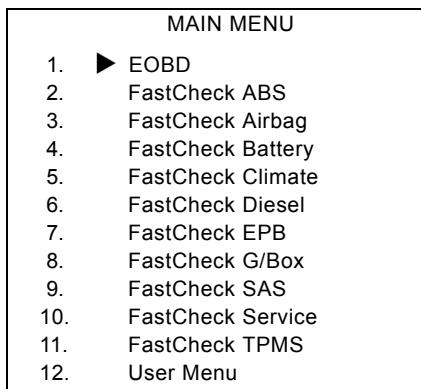 MAIN MENU
1. ▶ EOBD
2. FastCheck ABS
3. FastCheck Airbag
4. FastCheck Battery
5. FastCheck Climate
6. FastCheck Diesel
7. FastCheck EPB
8. FastCheck G/Box
9. FastCheck SAS
10. FastCheck Service
11. FastCheck TPMS
12. User Menu